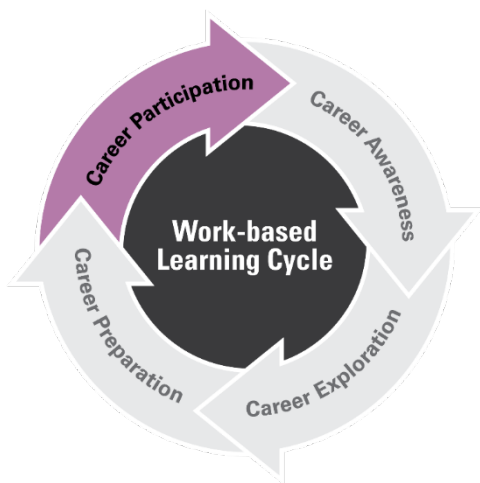 Career Participation
Career Awareness
Work-based
Learning Cycle
Career Preparation
Career Exploration